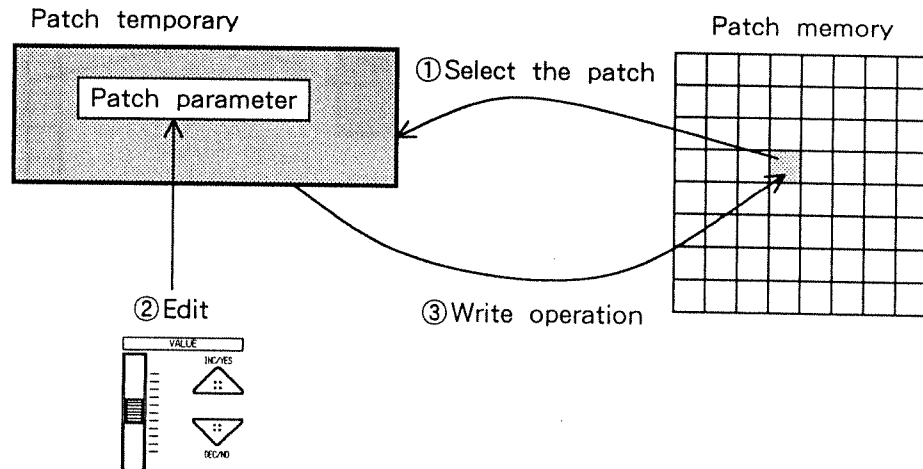 Patch temporary
Patch memory
①Select the patch
Patch parameter
②Edit
③Write operation
VALUE
INC/YES
DEC/NO